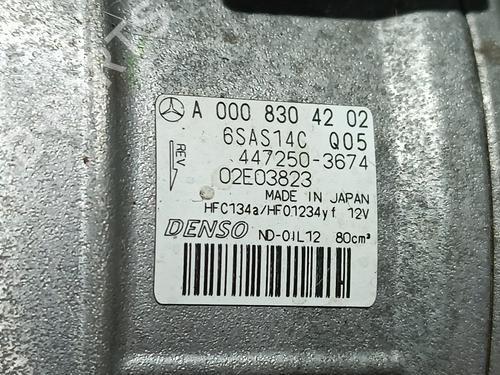 A 000 830 42 02
6SAS14C Q05
REV
447250-3674
02E03823
MADE IN JAPAN
HFC134a/HFO1234yf 12V
DENSO ND-OIL12 80cm³